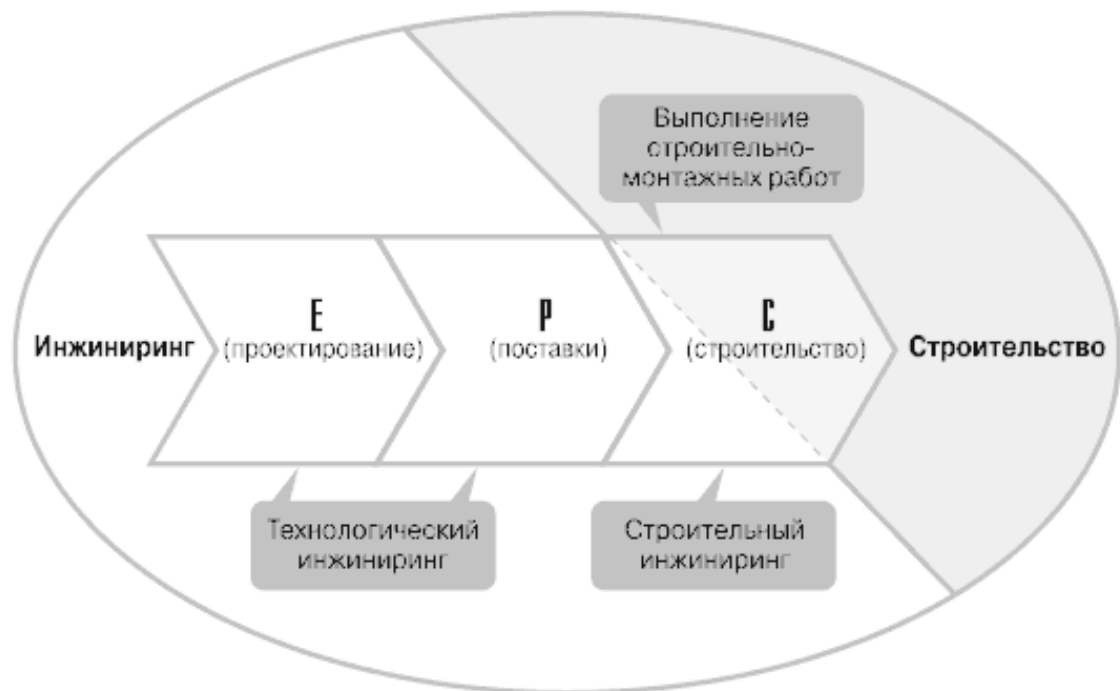 Выполнение
строительно-
монтажных работ
E
(проектирование)
P
(поставки)
C
(строительство)
Инжиниринг
Строительство
Технологический
инжиниринг
Строительный
инжиниринг